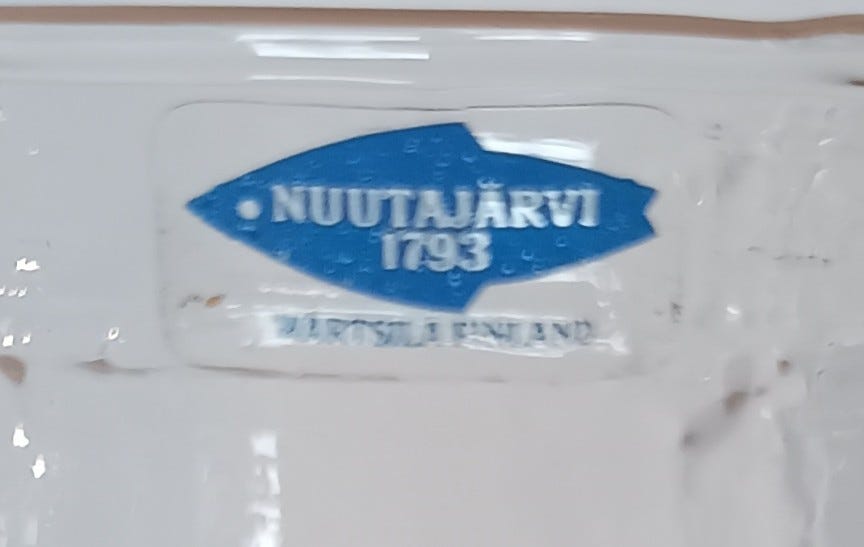 NUUTAJÄRVI
1793
WÄRTSILÄ FINLAND